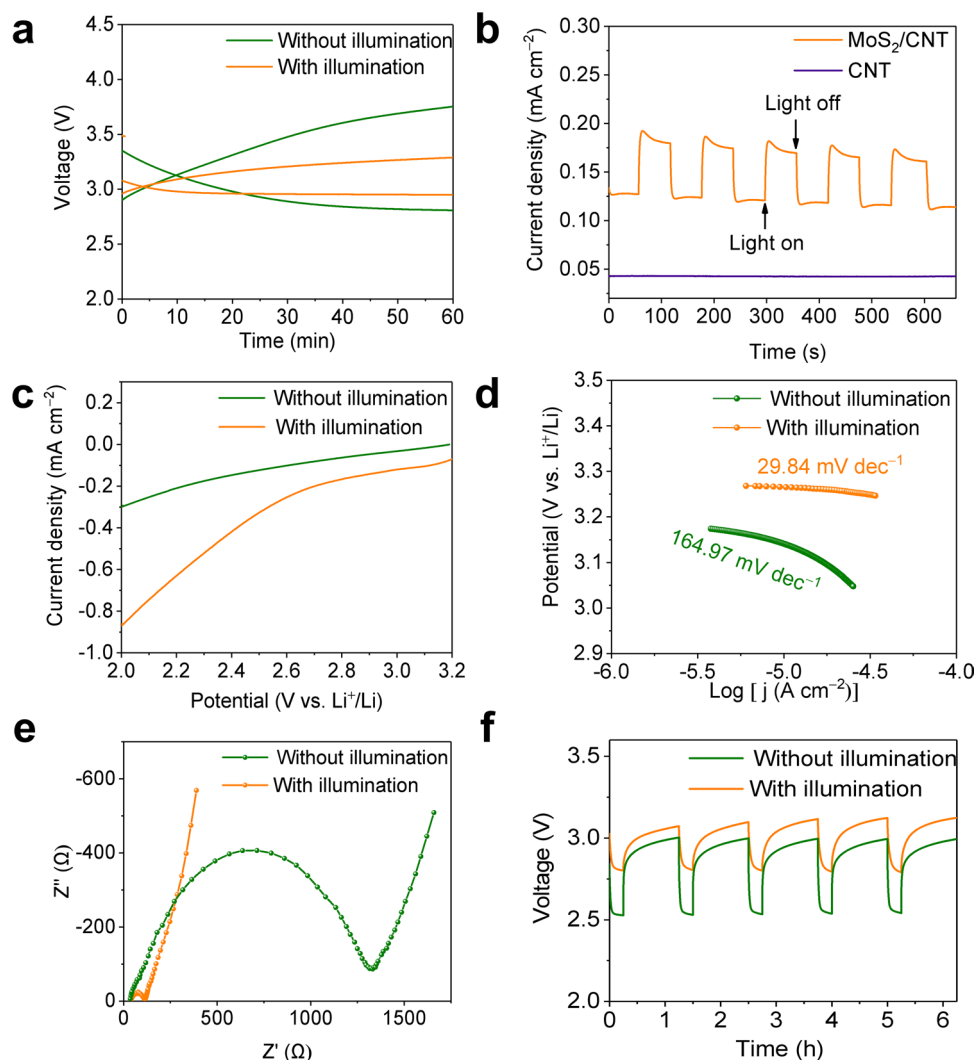 a
Without illumination
With illumination
4.5
4.0
3.5
3.0
2.5
2.0
Voltage (V)
0 10 20 30 40 50 60
Time (min)
b
MoS₂/CNT
CNT
Light off
Light on
0.30
0.25
0.20
0.15
0.10
0.05
Current density (mA cm⁻²)
0 100 200 300 400 500 600
Time (s)
c
Without illumination
With illumination
0.2
0.0
-0.2
-0.4
-0.6
-0.8
-1.0
Current density (mA cm⁻²)
2.0 2.2 2.4 2.6 2.8 3.0 3.2
Potential (V vs. Li⁺/Li)
d
Without illumination
With illumination
29.84 mV dec⁻¹
164.97 mV dec⁻¹
3.5
3.4
3.3
3.2
3.1
3.0
2.9
Potential (V vs. Li⁺/Li)
-6.0 -5.5 -5.0 -4.5 -4.0
Log [ j (A cm⁻²)]
e
Without illumination
With illumination
-600
-400
-200
0
Z'' (Ω)
0 500 1000 1500
Z' (Ω)
f
Without illumination
With illumination
3.5
3.0
2.5
2.0
Voltage (V)
0 1 2 3 4 5 6
Time (h)